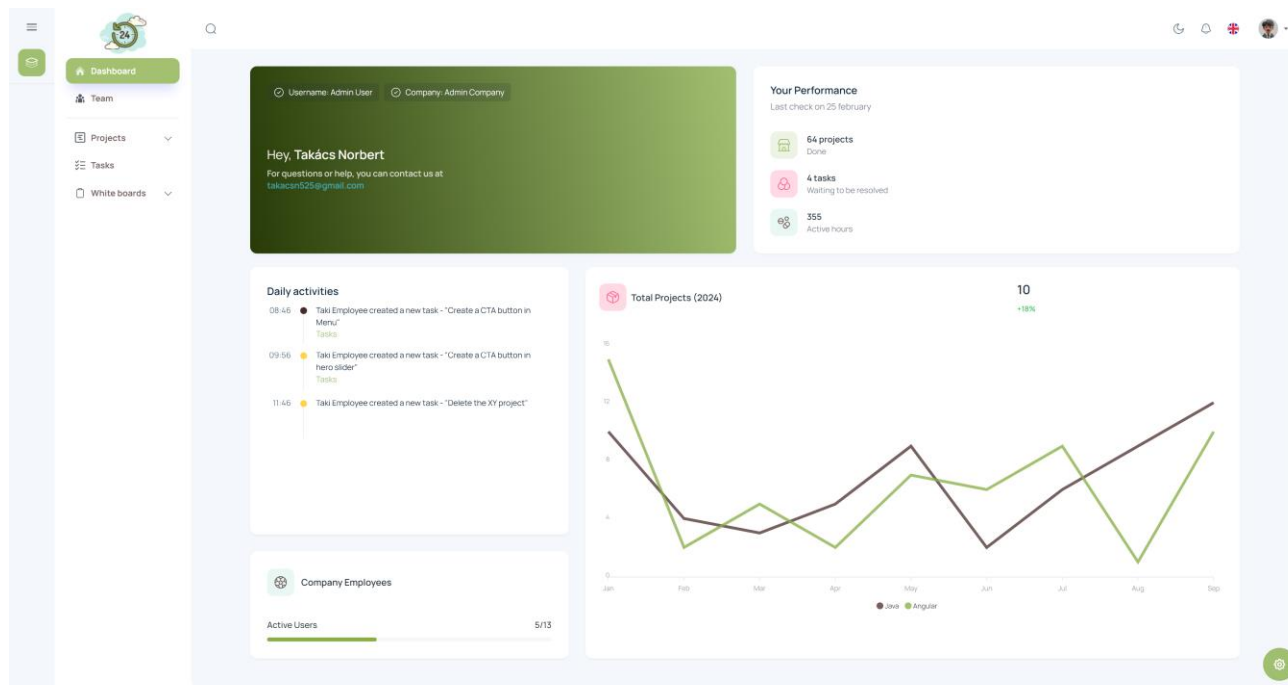 24
Dashboard
Team
Projects
Tasks
White boards
Username: Admin User
Company: Admin Company
Hey, Takács Norbert
For questions or help, you can contact us at
takacsn525@gmail.com
Your Performance
Last check on 25 february
64 projects
Done
4 tasks
Waiting to be resolved
355
Active hours
Daily activities
08:46
Taki Employee created a new task - "Create a CTA button in
Menu"
Tasks
09:56
Taki Employee created a new task - "Create a CTA button in
hero slider"
Tasks
11:46
Taki Employee created a new task - "Delete the XY project"
Company Employees
Active Users
5/13
Total Projects (2024)
10
+18%
16
12
8
4
0
Jan
Feb
Mar
Apr
May
Jun
Jul
Aug
Sep
Java
Angular